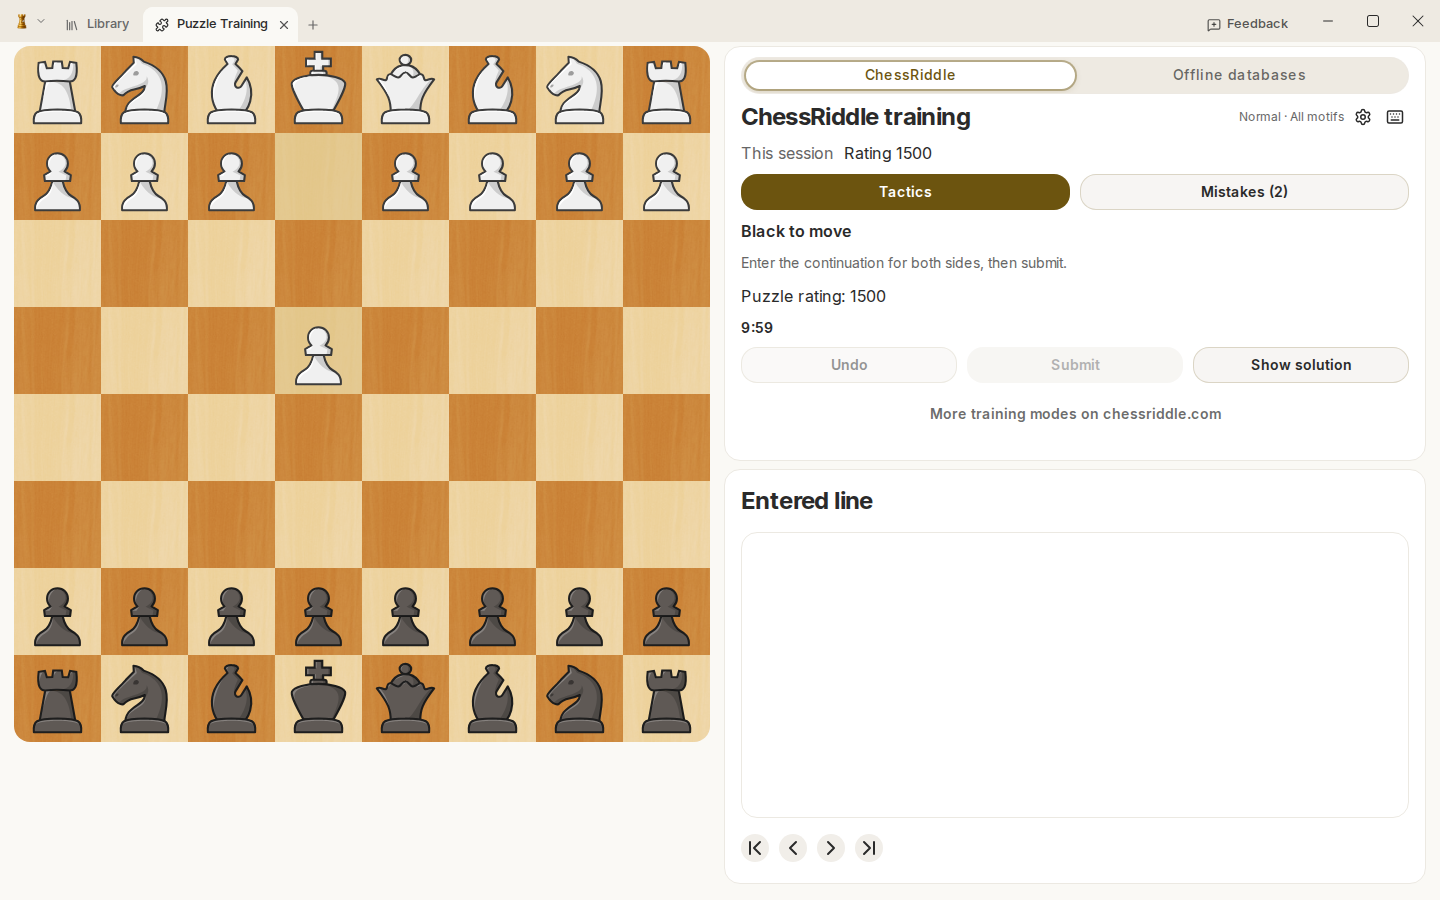 Library
Puzzle Training
Feedback
ChessRiddle
Offline databases
ChessRiddle training
Normal · All motifs
This session Rating 1500
Tactics
Mistakes (2)
Black to move
Enter the continuation for both sides, then submit.
Puzzle rating: 1500
9:59
Undo
Submit
Show solution
More training modes on chessriddle.com
Entered line